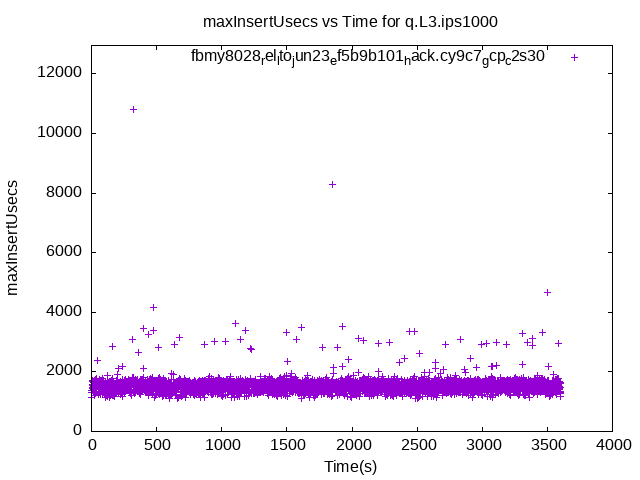 maxInsertUsecs vs Time for q.L3.ips1000
fbmy8028relltojun23ef5b9b101hack.cy9c7gcpc2s30
12000
10000
8000
6000
4000
2000
0
maxInsertUsecs
0 500 1000 1500 2000 2500 3000 3500 4000
Time(s)